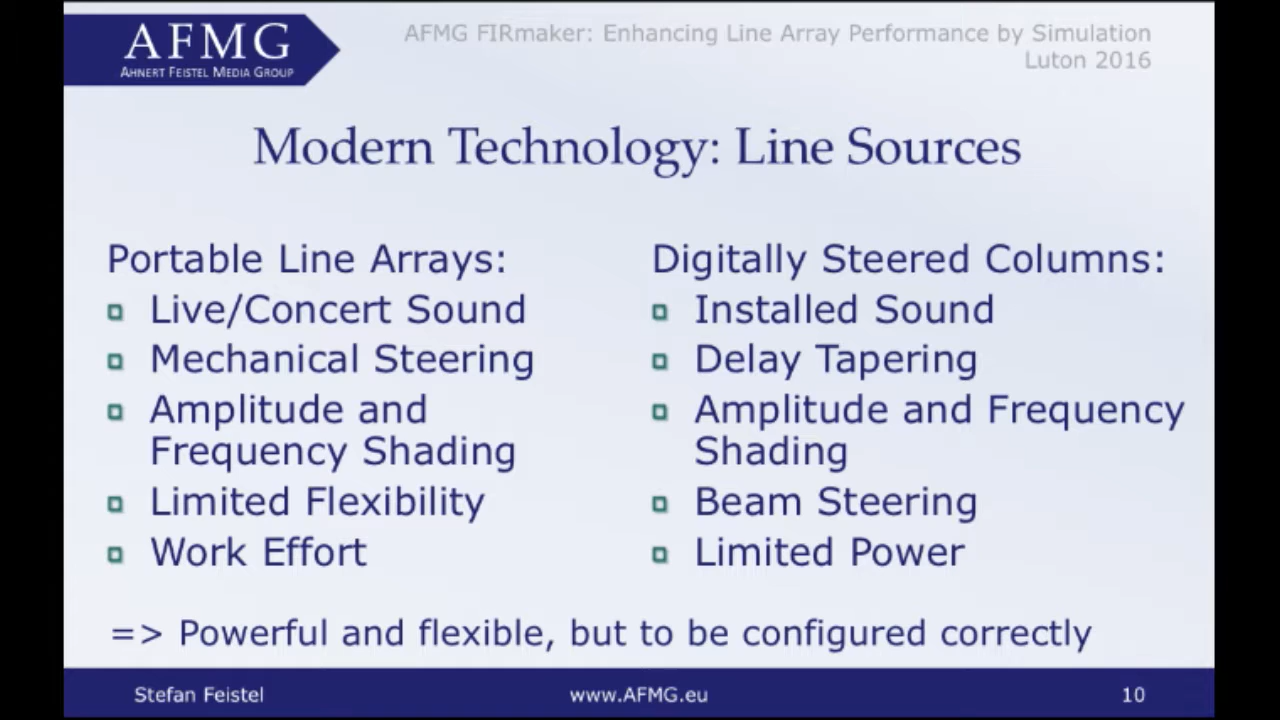 AFMG
AHNERT FEISTEL MEDIA GROUP
AFMG FIRmaker: Enhancing Line Array Performance by Simulation
Luton 2016
Modern Technology: Line Sources
Portable Line Arrays:
Live/Concert Sound
Mechanical Steering
Amplitude and
Frequency Shading
Limited Flexibility
Work Effort
Digitally Steered Columns:
Installed Sound
Delay Tapering
Amplitude and Frequency
Shading
Beam Steering
Limited Power
=> Powerful and flexible, but to be configured correctly
Stefan Feistel
www.AFMG.eu
10